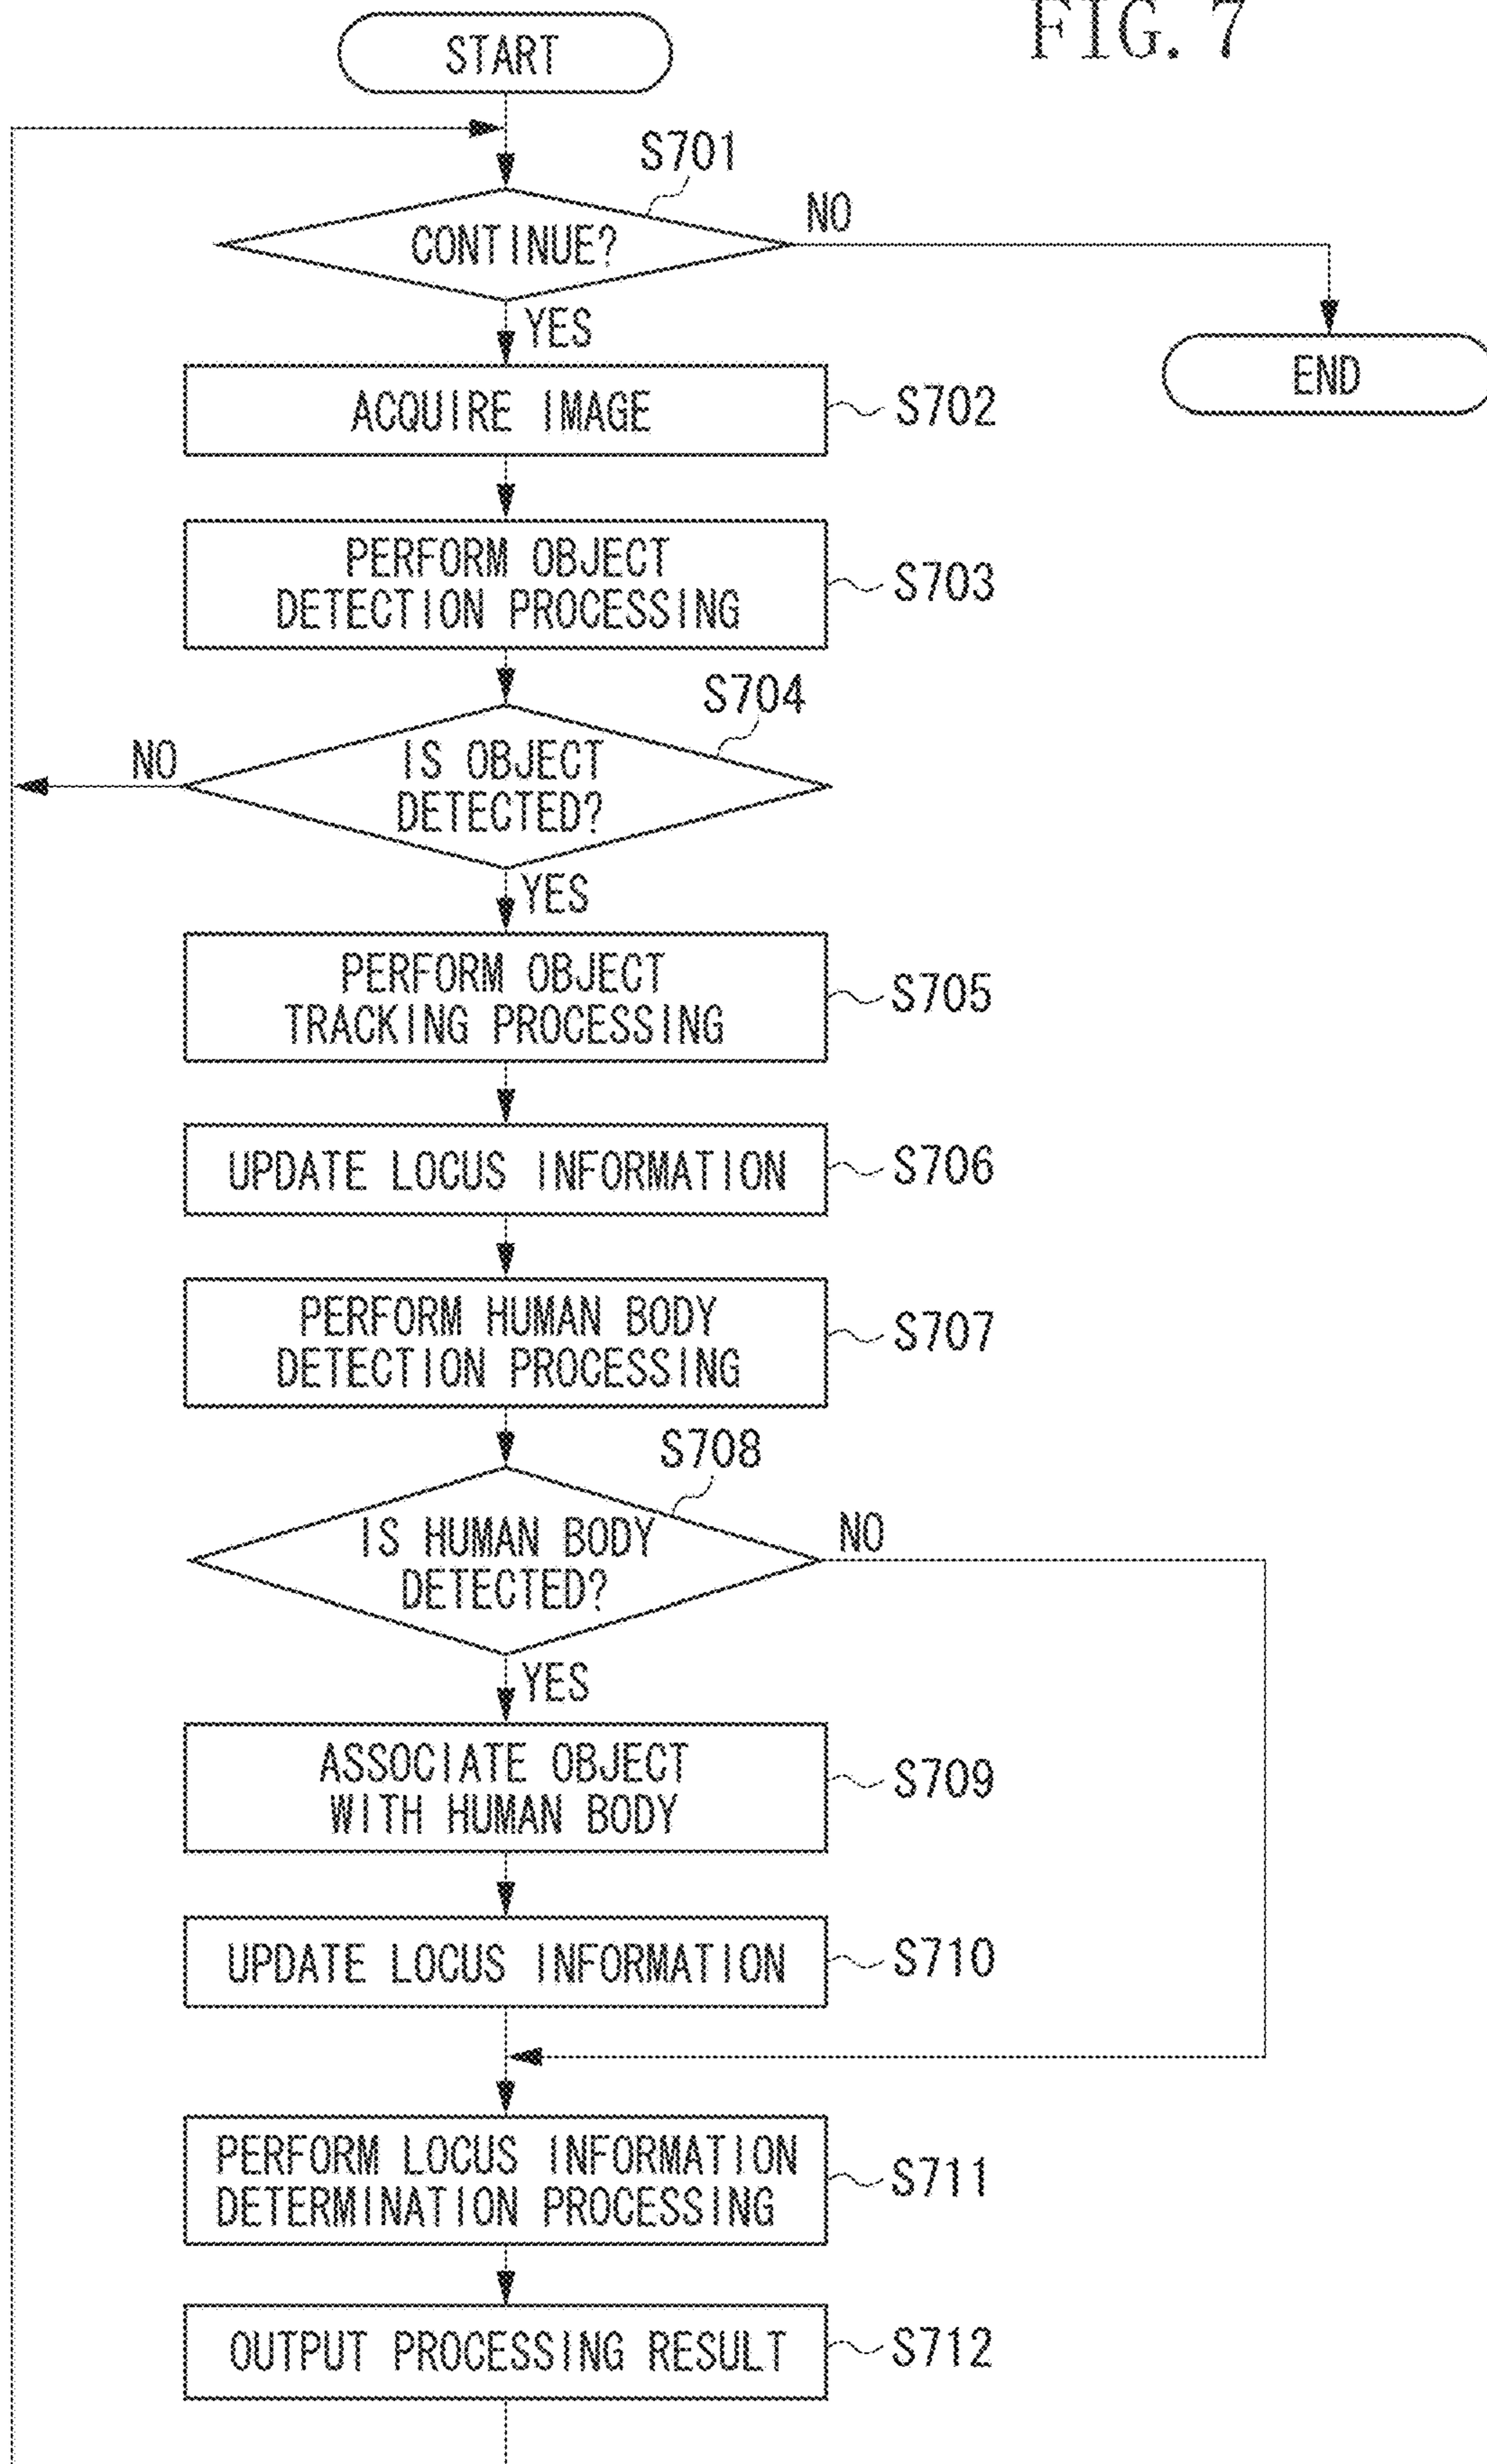 FIG. 7
START
S701
CONTINUE?
NO
YES
END
ACQUIRE IMAGE
S702
PERFORM OBJECT
DETECTION PROCESSING
S703
S704
IS OBJECT
DETECTED?
NO
YES
PERFORM OBJECT
TRACKING PROCESSING
S705
UPDATE LOCUS INFORMATION
S706
PERFORM HUMAN BODY
DETECTION PROCESSING
S707
S708
IS HUMAN BODY
DETECTED?
NO
YES
ASSOCIATE OBJECT
WITH HUMAN BODY
S709
UPDATE LOCUS INFORMATION
S710
PERFORM LOCUS INFORMATION
DETERMINATION PROCESSING
S711
OUTPUT PROCESSING RESULT
S712